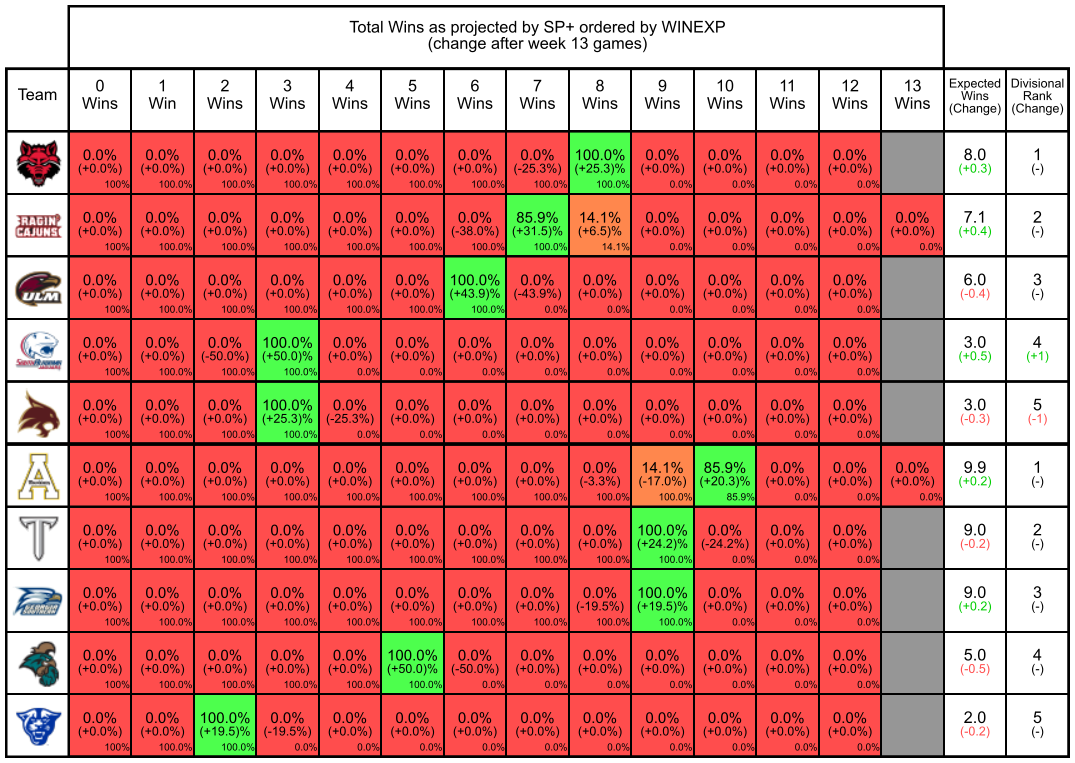 Total Wins as projected by SP+ ordered by WINEXP
(change after week 13 games)
Team 0 Wins 1 Win 2 Wins 3 Wins 4 Wins 5 Wins 6 Wins 7 Wins 8 Wins 9 Wins 10 Wins 11 Wins 12 Wins 13 Wins Expected Wins (Change) Divisional Rank (Change)
0.0% 0.0% 0.0% 0.0% 0.0% 0.0% 0.0% 0.0% 100.0% 0.0% 0.0% 0.0% 0.0% 8.0 1
(+0.0%) (+0.0%) (+0.0%) (+0.0%) (+0.0%) (+0.0%) (+0.0%) (-25.3%) (+25.3)% (+0.0%) (+0.0%) (+0.0%) (+0.0%) (+0.3) (-)
100% 100.0% 100.0% 100.0% 100.0% 100.0% 100.0% 100.0% 100.0% 0.0% 0.0% 0.0% 0.0%
RAGIN'
CAJUNS
0.0% 0.0% 0.0% 0.0% 0.0% 0.0% 0.0% 85.9% 14.1% 0.0% 0.0% 0.0% 0.0% 0.0% 7.1 2
(+0.0%) (+0.0%) (+0.0%) (+0.0%) (+0.0%) (+0.0%) (-38.0%) (+31.5)% (+6.5)% (+0.0%) (+0.0%) (+0.0%) (+0.0%) (+0.0%) (+0.4) (-)
100% 100.0% 100.0% 100.0% 100.0% 100.0% 100.0% 100.0% 14.1% 0.0% 0.0% 0.0% 0.0% 0.0%
ULM
0.0% 0.0% 0.0% 0.0% 0.0% 0.0% 100.0% 0.0% 0.0% 0.0% 0.0% 0.0% 0.0% 6.0 3
(+0.0%) (+0.0%) (+0.0%) (+0.0%) (+0.0%) (+0.0%) (+43.9)% (-43.9%) (+0.0%) (+0.0%) (+0.0%) (+0.0%) (+0.0%) (-0.4) (-)
100% 100.0% 100.0% 100.0% 100.0% 100.0% 100.0% 0.0% 0.0% 0.0% 0.0% 0.0% 0.0%
0.0% 0.0% 0.0% 100.0% 0.0% 0.0% 0.0% 0.0% 0.0% 0.0% 0.0% 0.0% 0.0% 3.0 4
(+0.0%) (+0.0%) (-50.0%) (+50.0)% (+0.0%) (+0.0%) (+0.0%) (+0.0%) (+0.0%) (+0.0%) (+0.0%) (+0.0%) (+0.0%) (+0.5) (+1)
100% 100.0% 100.0% 100.0% 0.0% 0.0% 0.0% 0.0% 0.0% 0.0% 0.0% 0.0% 0.0%
0.0% 0.0% 0.0% 100.0% 0.0% 0.0% 0.0% 0.0% 0.0% 0.0% 0.0% 0.0% 0.0% 3.0 5
(+0.0%) (+0.0%) (+0.0%) (+25.3)% (-25.3%) (+0.0%) (+0.0%) (+0.0%) (+0.0%) (+0.0%) (+0.0%) (+0.0%) (+0.0%) (-0.3) (-1)
100% 100.0% 100.0% 100.0% 0.0% 0.0% 0.0% 0.0% 0.0% 0.0% 0.0% 0.0% 0.0%
A
0.0% 0.0% 0.0% 0.0% 0.0% 0.0% 0.0% 0.0% 0.0% 14.1% 85.9% 0.0% 0.0% 0.0% 9.9 1
(+0.0%) (+0.0%) (+0.0%) (+0.0%) (+0.0%) (+0.0%) (+0.0%) (+0.0%) (-3.3%) (-17.0%) (+20.3)% (+0.0%) (+0.0%) (+0.0%) (+0.2) (-)
100% 100.0% 100.0% 100.0% 100.0% 100.0% 100.0% 100.0% 100.0% 100.0% 85.9% 0.0% 0.0% 0.0%
T
0.0% 0.0% 0.0% 0.0% 0.0% 0.0% 0.0% 0.0% 0.0% 100.0% 0.0% 0.0% 0.0% 9.0 2
(+0.0%) (+0.0%) (+0.0%) (+0.0%) (+0.0%) (+0.0%) (+0.0%) (+0.0%) (+0.0%) (+24.2)% (-24.2%) (+0.0%) (+0.0%) (-0.2) (-)
100% 100.0% 100.0% 100.0% 100.0% 100.0% 100.0% 100.0% 100.0% 100.0% 0.0% 0.0% 0.0%
0.0% 0.0% 0.0% 0.0% 0.0% 0.0% 0.0% 0.0% 0.0% 100.0% 0.0% 0.0% 0.0% 9.0 3
(+0.0%) (+0.0%) (+0.0%) (+0.0%) (+0.0%) (+0.0%) (+0.0%) (+0.0%) (-19.5%) (+19.5)% (+0.0%) (+0.0%) (+0.0%) (+0.2) (-)
100% 100.0% 100.0% 100.0% 100.0% 100.0% 100.0% 100.0% 100.0% 100.0% 0.0% 0.0% 0.0%
0.0% 0.0% 0.0% 0.0% 0.0% 100.0% 0.0% 0.0% 0.0% 0.0% 0.0% 0.0% 0.0% 5.0 4
(+0.0%) (+0.0%) (+0.0%) (+0.0%) (+0.0%) (+50.0)% (-50.0%) (+0.0%) (+0.0%) (+0.0%) (+0.0%) (+0.0%) (+0.0%) (-0.5) (-)
100% 100.0% 100.0% 100.0% 100.0% 100.0% 0.0% 0.0% 0.0% 0.0% 0.0% 0.0% 0.0%
0.0% 0.0% 100.0% 0.0% 0.0% 0.0% 0.0% 0.0% 0.0% 0.0% 0.0% 0.0% 0.0% 2.0 5
(+0.0%) (+0.0%) (+19.5)% (-19.5%) (+0.0%) (+0.0%) (+0.0%) (+0.0%) (+0.0%) (+0.0%) (+0.0%) (+0.0%) (+0.0%) (-0.2) (-)
100% 100.0% 100.0% 0.0% 0.0% 0.0% 0.0% 0.0% 0.0% 0.0% 0.0% 0.0% 0.0%